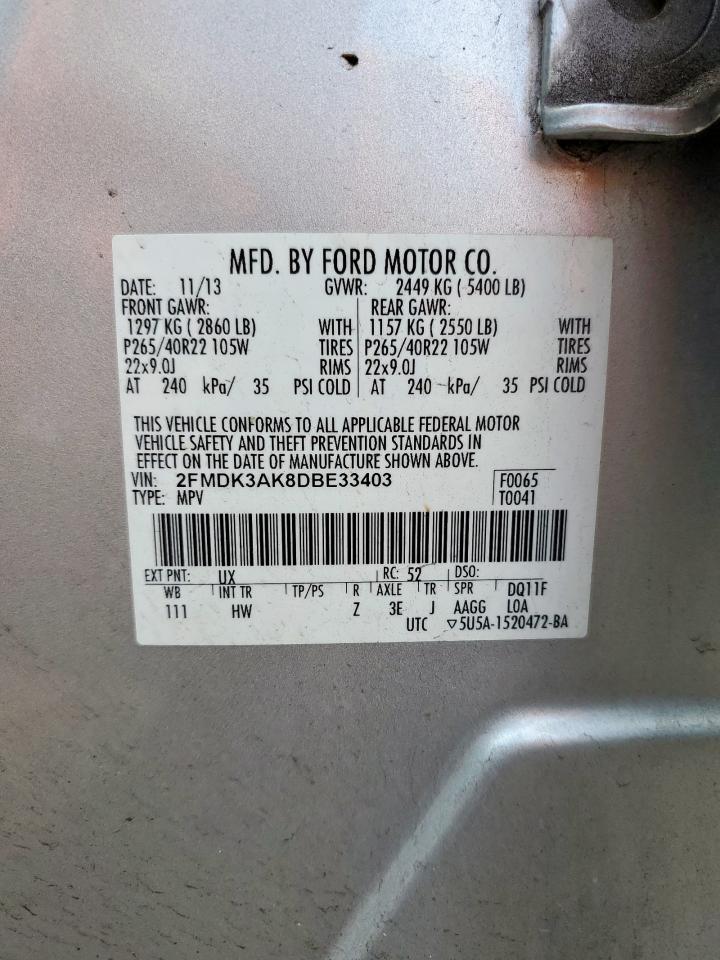 MFD. BY FORD MOTOR CO.
DATE: 11/13 GVWR: 2449 KG ( 5400 LB)
FRONT GAWR: REAR GAWR:
1297 KG ( 2860 LB) WITH 1157 KG ( 2550 LB) WITH
P265/40R22 105W TIRES P265/40R22 105W TIRES
22x9.0J RIMS 22x9.0J RIMS
AT 240 kPa/ 35 PSI COLD AT 240 kPa/ 35 PSI COLD
THIS VEHICLE CONFORMS TO ALL APPLICABLE FEDERAL MOTOR
VEHICLE SAFETY AND THEFT PREVENTION STANDARDS IN
EFFECT ON THE DATE OF MANUFACTURE SHOWN ABOVE.
VIN: 2FMDK3AK8DBE33403 F0065
TYPE: MPV T0041
EXT PNT: UX RC: 52 DSO:
WB INT TR TP/PS R AXLE TR SPR DQ11F
111 HW Z 3E J AAGG LOA
UTC ▽5U5A-1520472-BA